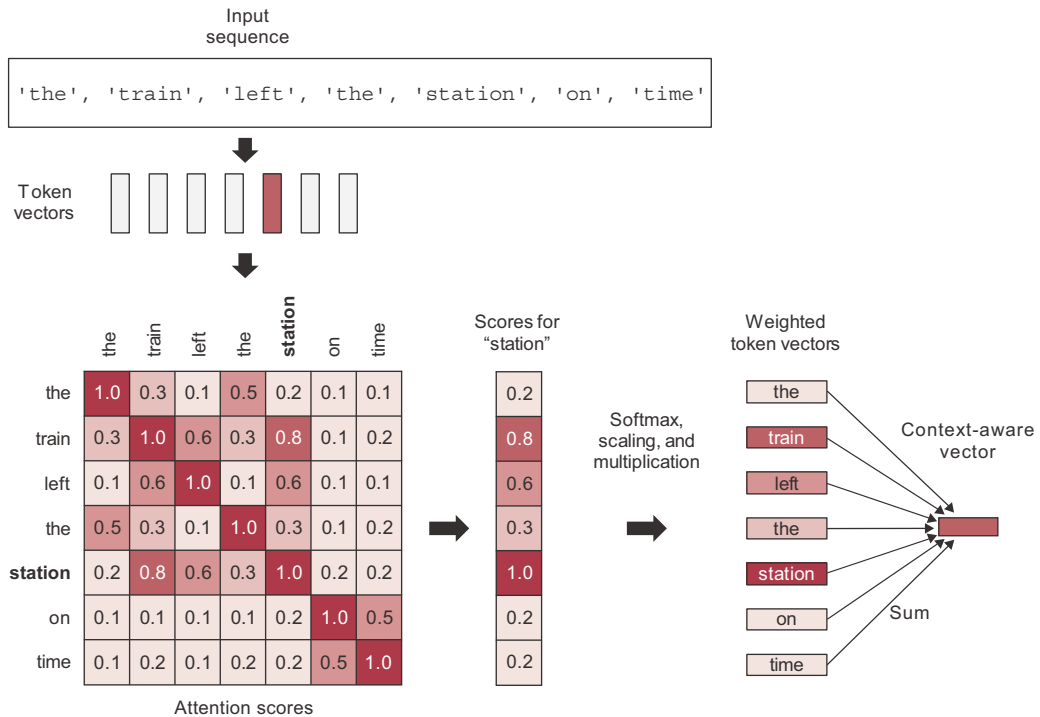 Input
sequence
'the', 'train', 'left', 'the', 'station', 'on', 'time'
Token
vectors
the train left the station on time
the 1.0 0.3 0.1 0.5 0.2 0.1 0.1
train 0.3 1.0 0.6 0.3 0.8 0.1 0.2
left 0.1 0.6 1.0 0.1 0.6 0.1 0.1
the 0.5 0.3 0.1 1.0 0.3 0.1 0.2
station 0.2 0.8 0.6 0.3 1.0 0.2 0.2
on 0.1 0.1 0.1 0.1 0.2 1.0 0.5
time 0.1 0.2 0.1 0.2 0.2 0.5 1.0
Attention scores
Scores for
“station”
0.2
0.8
0.6
0.3
1.0
0.2
0.2
Softmax,
scaling, and
multiplication
Weighted
token vectors
the
train
left
the
station
on
time
Context-aware
vector
Sum